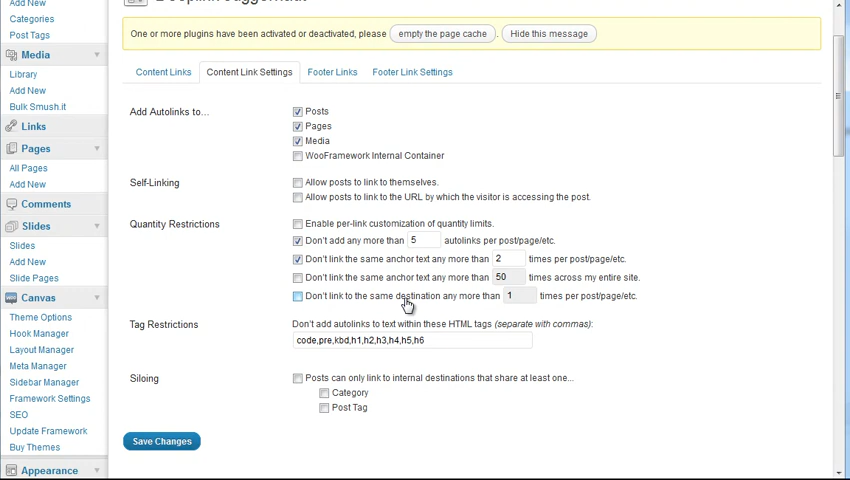 Add New
Categories
Post Tags
Media
Library
Add New
Bulk Smush.it
Links
Pages
All Pages
Add New
Comments
Slides
Slides
Add New
Slide Pages
Canvas
Theme Options
Hook Manager
Layout Manager
Meta Manager
Sidebar Manager
Framework Settings
SEO
Update Framework
Buy Themes
Appearance
One or more plugins have been activated or deactivated, please empty the page cache . Hide this message
Content Links Content Link Settings Footer Links Footer Link Settings
Add Autolinks to... Posts
Pages
Media
WooFramework Internal Container
Self-Linking Allow posts to link to themselves.
Allow posts to link to the URL by which the visitor is accessing the post.
Quantity Restrictions Enable per-link customization of quantity limits.
Don't add any more than 5 autolinks per post/page/etc.
Don't link the same anchor text any more than 2 times per post/page/etc.
Don't link the same anchor text any more than 50 times across my entire site.
Don't link to the same destination any more than 1 times per post/page/etc.
Tag Restrictions Don't add autolinks to text within these HTML tags (separate with commas):
code,pre,kbd,h1,h2,h3,h4,h5,h6
Siloing Posts can only link to internal destinations that share at least one...
Category
Post Tag
Save Changes